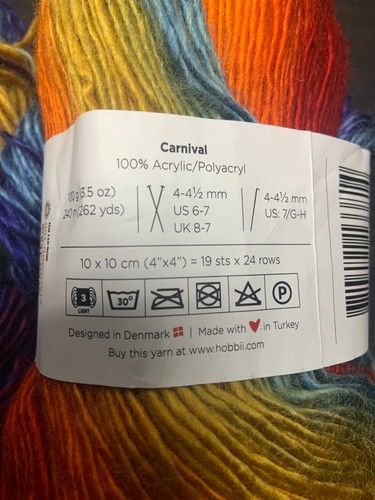 Carnival
100% Acrylic/Polyacryl
100 g(3.5 oz)
240 m(262 yds)
4-4½ mm
US 6-7
UK 8-7
4-4½ mm
US: 7/G-H
10 x 10 cm (4"x4") = 19 sts x 24 rows
3
LIGHT
30°
P
Designed in Denmark | Made with in Turkey
Buy this yarn at www.hobbii.com